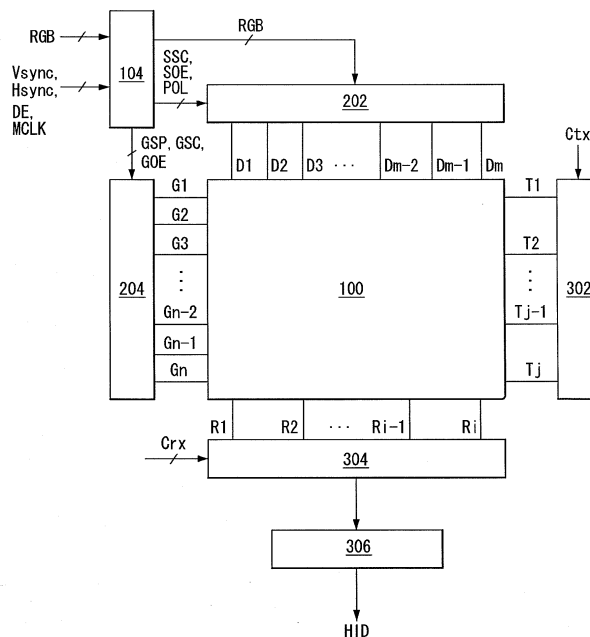 RGB
RGB
Vsync,
Hsync,
DE,
MCLK
104
SSC,
SOE,
POL
202
GSP, GSC,
GOE
Ctx
D1 D2 D3 ··· Dm-2 Dm-1 Dm
G1
G2
G3
⋮
Gn-2
Gn-1
Gn
204
100
T1
T2
⋮
Tj-1
Tj
302
R1 R2 ··· Ri-1 Ri
Crx
304
306
HID